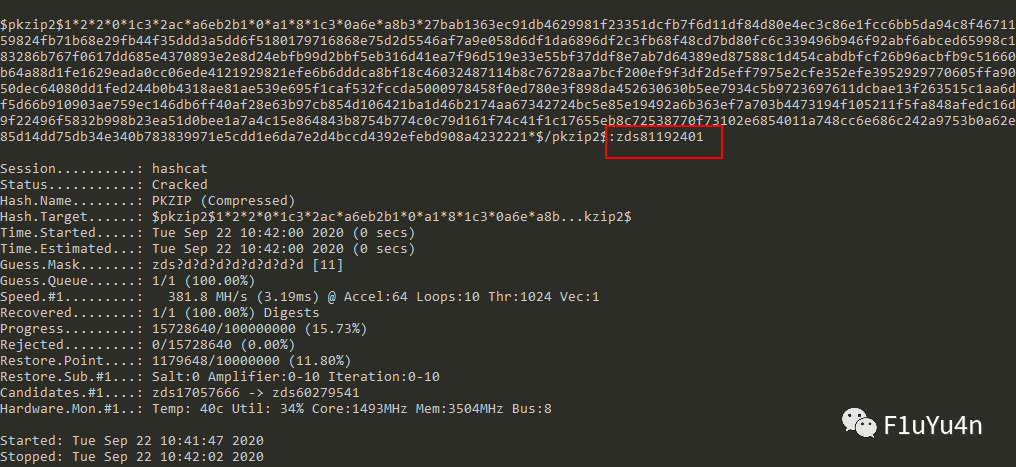 $pkzip2$1*2*2*0*1c3*2ac*a6eb2b1*0*a1*8*1c3*0a6e*a8b3*27bab1363ec91db4629981f23351dcfb7f6d11df84d80e4ec3c86e1fcc6bb5da94c8f46711
59824fb71b68e29fb44f35ddd3a5dd6f5180179716868e75d2d5546af7a9e058d6df1da6896df2c3fb68f48cd7bd80fc6c339496b946f92abf6abced65998c1
83286b767f0617dd685e4370893e2e8d24ebfb99d2bbf5eb316d41ea7f96d519e33e55bf37ddf8e7ab7d64389ed87588c1d454cabdbfcf26b96acbfb9c51660
b64a88d1fe1629eada0cc06ede4121929821efe6b6dddca8bf18c46032487114b8c76728aa7bcf200ef9f3df2d5eff7975e2cfe352efe3952929770605ffa90
50dec64080dd1fed244b0b4318ae81ae539e695f1caf532fccda5000978458f0ed780e3f898da452630630b5ee7934c5b9723697611dcbae13f263515c1aa6d
f5d66b910903ae759ec146db6ff40af28e63b97cb854d106421ba1d46b2174aa67342724bc5e85e19492a6b363ef7a703b4473194f105211f5fa848afedc16d
9f22496f5832b998b23ea51d0bee1a7a4c15e864843b8754b774c0c79d161f74c41f1c17655eb8c72538770f73102e6854011a748cc6e686c242a9753b0a62e
85d14dd75db34e340b783839971e5cdd1e6da7e2d4bccd4392efebd908a4232221*$/pkzip2$:zds81192401
Session..........: hashcat
Status...........: Cracked
Hash.Name........: PKZIP (Compressed)
Hash.Target......: $pkzip2$1*2*2*0*1c3*2ac*a6eb2b1*0*a1*8*1c3*0a6e*a8b...kzip2$
Time.Started.....: Tue Sep 22 10:42:00 2020 (0 secs)
Time.Estimated...: Tue Sep 22 10:42:00 2020 (0 secs)
Guess.Mask.......: zds?d?d?d?d?d?d?d?d [11]
Guess.Queue......: 1/1 (100.00%)
Speed.#1.........:   381.8 MH/s (3.19ms) @ Accel:64 Loops:10 Thr:1024 Vec:1
Recovered........: 1/1 (100.00%) Digests
Progress.........: 15728640/100000000 (15.73%)
Rejected.........: 0/15728640 (0.00%)
Restore.Point....: 1179648/10000000 (11.80%)
Restore.Sub.#1...: Salt:0 Amplifier:0-10 Iteration:0-10
Candidates.#1....: zds17057666 -> zds60279541
Hardware.Mon.#1..: Temp: 40c Util: 34% Core:1493MHz Mem:3504MHz Bus:8
F1uYu4n
Started: Tue Sep 22 10:41:47 2020
Stopped: Tue Sep 22 10:42:02 2020